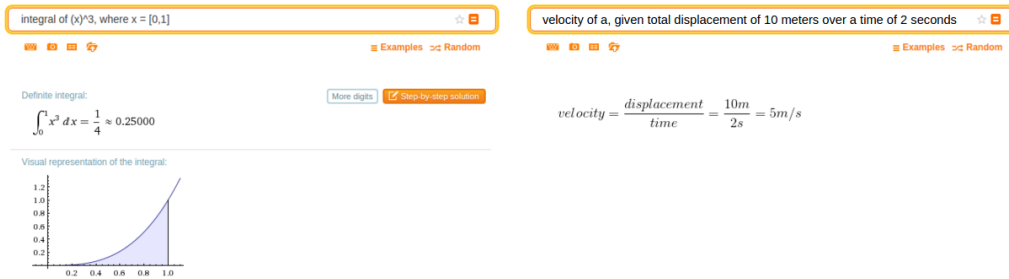 integral of (x)^3, where x = [0,1]
Examples Random
Definite integral:
More digits Step-by-step solution
∫₀¹ x³ dx = 1/4 ≈ 0.25000
Visual representation of the integral:
1.2
1.0
0.8
0.6
0.4
0.2
0.2 0.4 0.6 0.8 1.0
velocity of a, given total displacement of 10 meters over a time of 2 seconds
Examples Random
velocity = displacement/time = 10m/2s = 5m/s